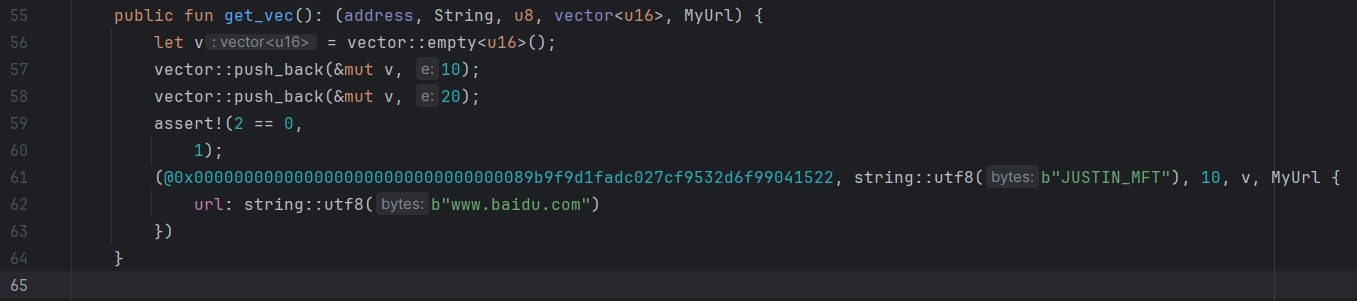 55 public fun get_vec(): (address, String, u8, vector<u16>, MyUrl) {
56 let v : vector<u16> = vector::empty<u16>();
57 vector::push_back(&mut v, e: 10);
58 vector::push_back(&mut v, e: 20);
59 assert!(2 == 0,
60 1);
61 (@0x00000000000000000000000000000000089b9f9d1fadc027cf9532d6f99041522, string::utf8( bytes: b"JUSTIN_MFT"), 10, v, MyUrl {
62 url: string::utf8( bytes: b"www.baidu.com")
63 })
64 }
65